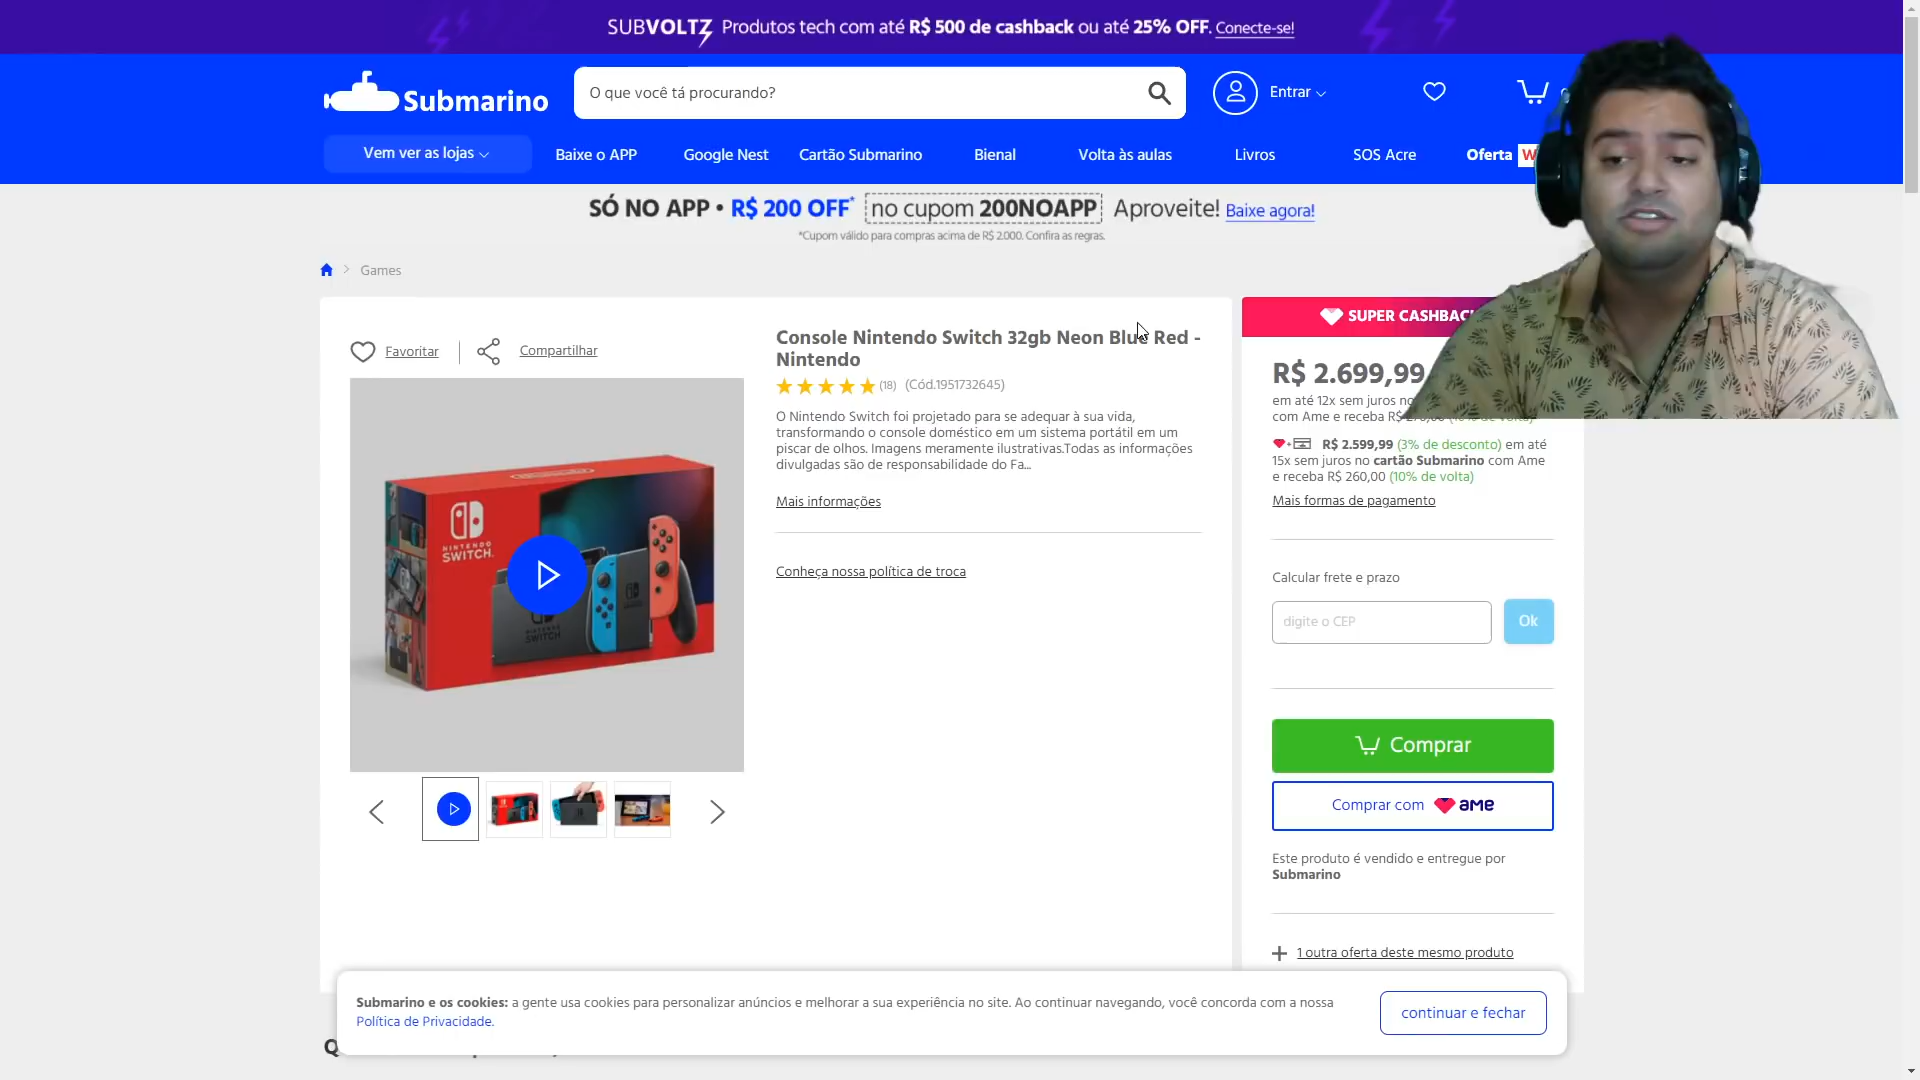 SUBVOLTZ Produtos tech com até R$ 500 de cashback ou até 25% OFF. Conecte-se!
Submarino
O que você tá procurando?
Entrar
Vem ver as lojas
Baixe o APP
Google Nest
Cartão Submarino
Bienal
Volta às aulas
Livros
SOS Acre
Oferta W
SÓ NO APP • R$ 200 OFF* no cupom 200NOAPP Aproveite! Baixe agora!
*Cupom válido para compras acima de R$ 2.000. Confira as regras.
Games
Favoritar
Compartilhar
NINTENDO
SWITCH.
NINTENDO
SWITCH
Console Nintendo Switch 32gb Neon Blue Red -
Nintendo
(18) (Cód.1951732645)
O Nintendo Switch foi projetado para se adequar à sua vida,
transformando o console doméstico em um sistema portátil em um
piscar de olhos. Imagens meramente ilustrativas.Todas as informações
divulgadas são de responsabilidade do Fa...
Mais informações
Conheça nossa política de troca
SUPER CASHBAC
R$ 2.699,99
em até 12x sem juros no
com Ame e receba R$ 270,00 (10% de volta)
R$ 2.599,99 (3% de desconto) em até
15x sem juros no cartão Submarino com Ame
e receba R$ 260,00 (10% de volta)
Mais formas de pagamento
Calcular frete e prazo
digite o CEP
Ok
Comprar
Comprar com ame
Este produto é vendido e entregue por
Submarino
+ 1 outra oferta deste mesmo produto
Submarino e os cookies: a gente usa cookies para personalizar anúncios e melhorar a sua experiência no site. Ao continuar navegando, você concorda com a nossa
Política de Privacidade.
continuar e fechar